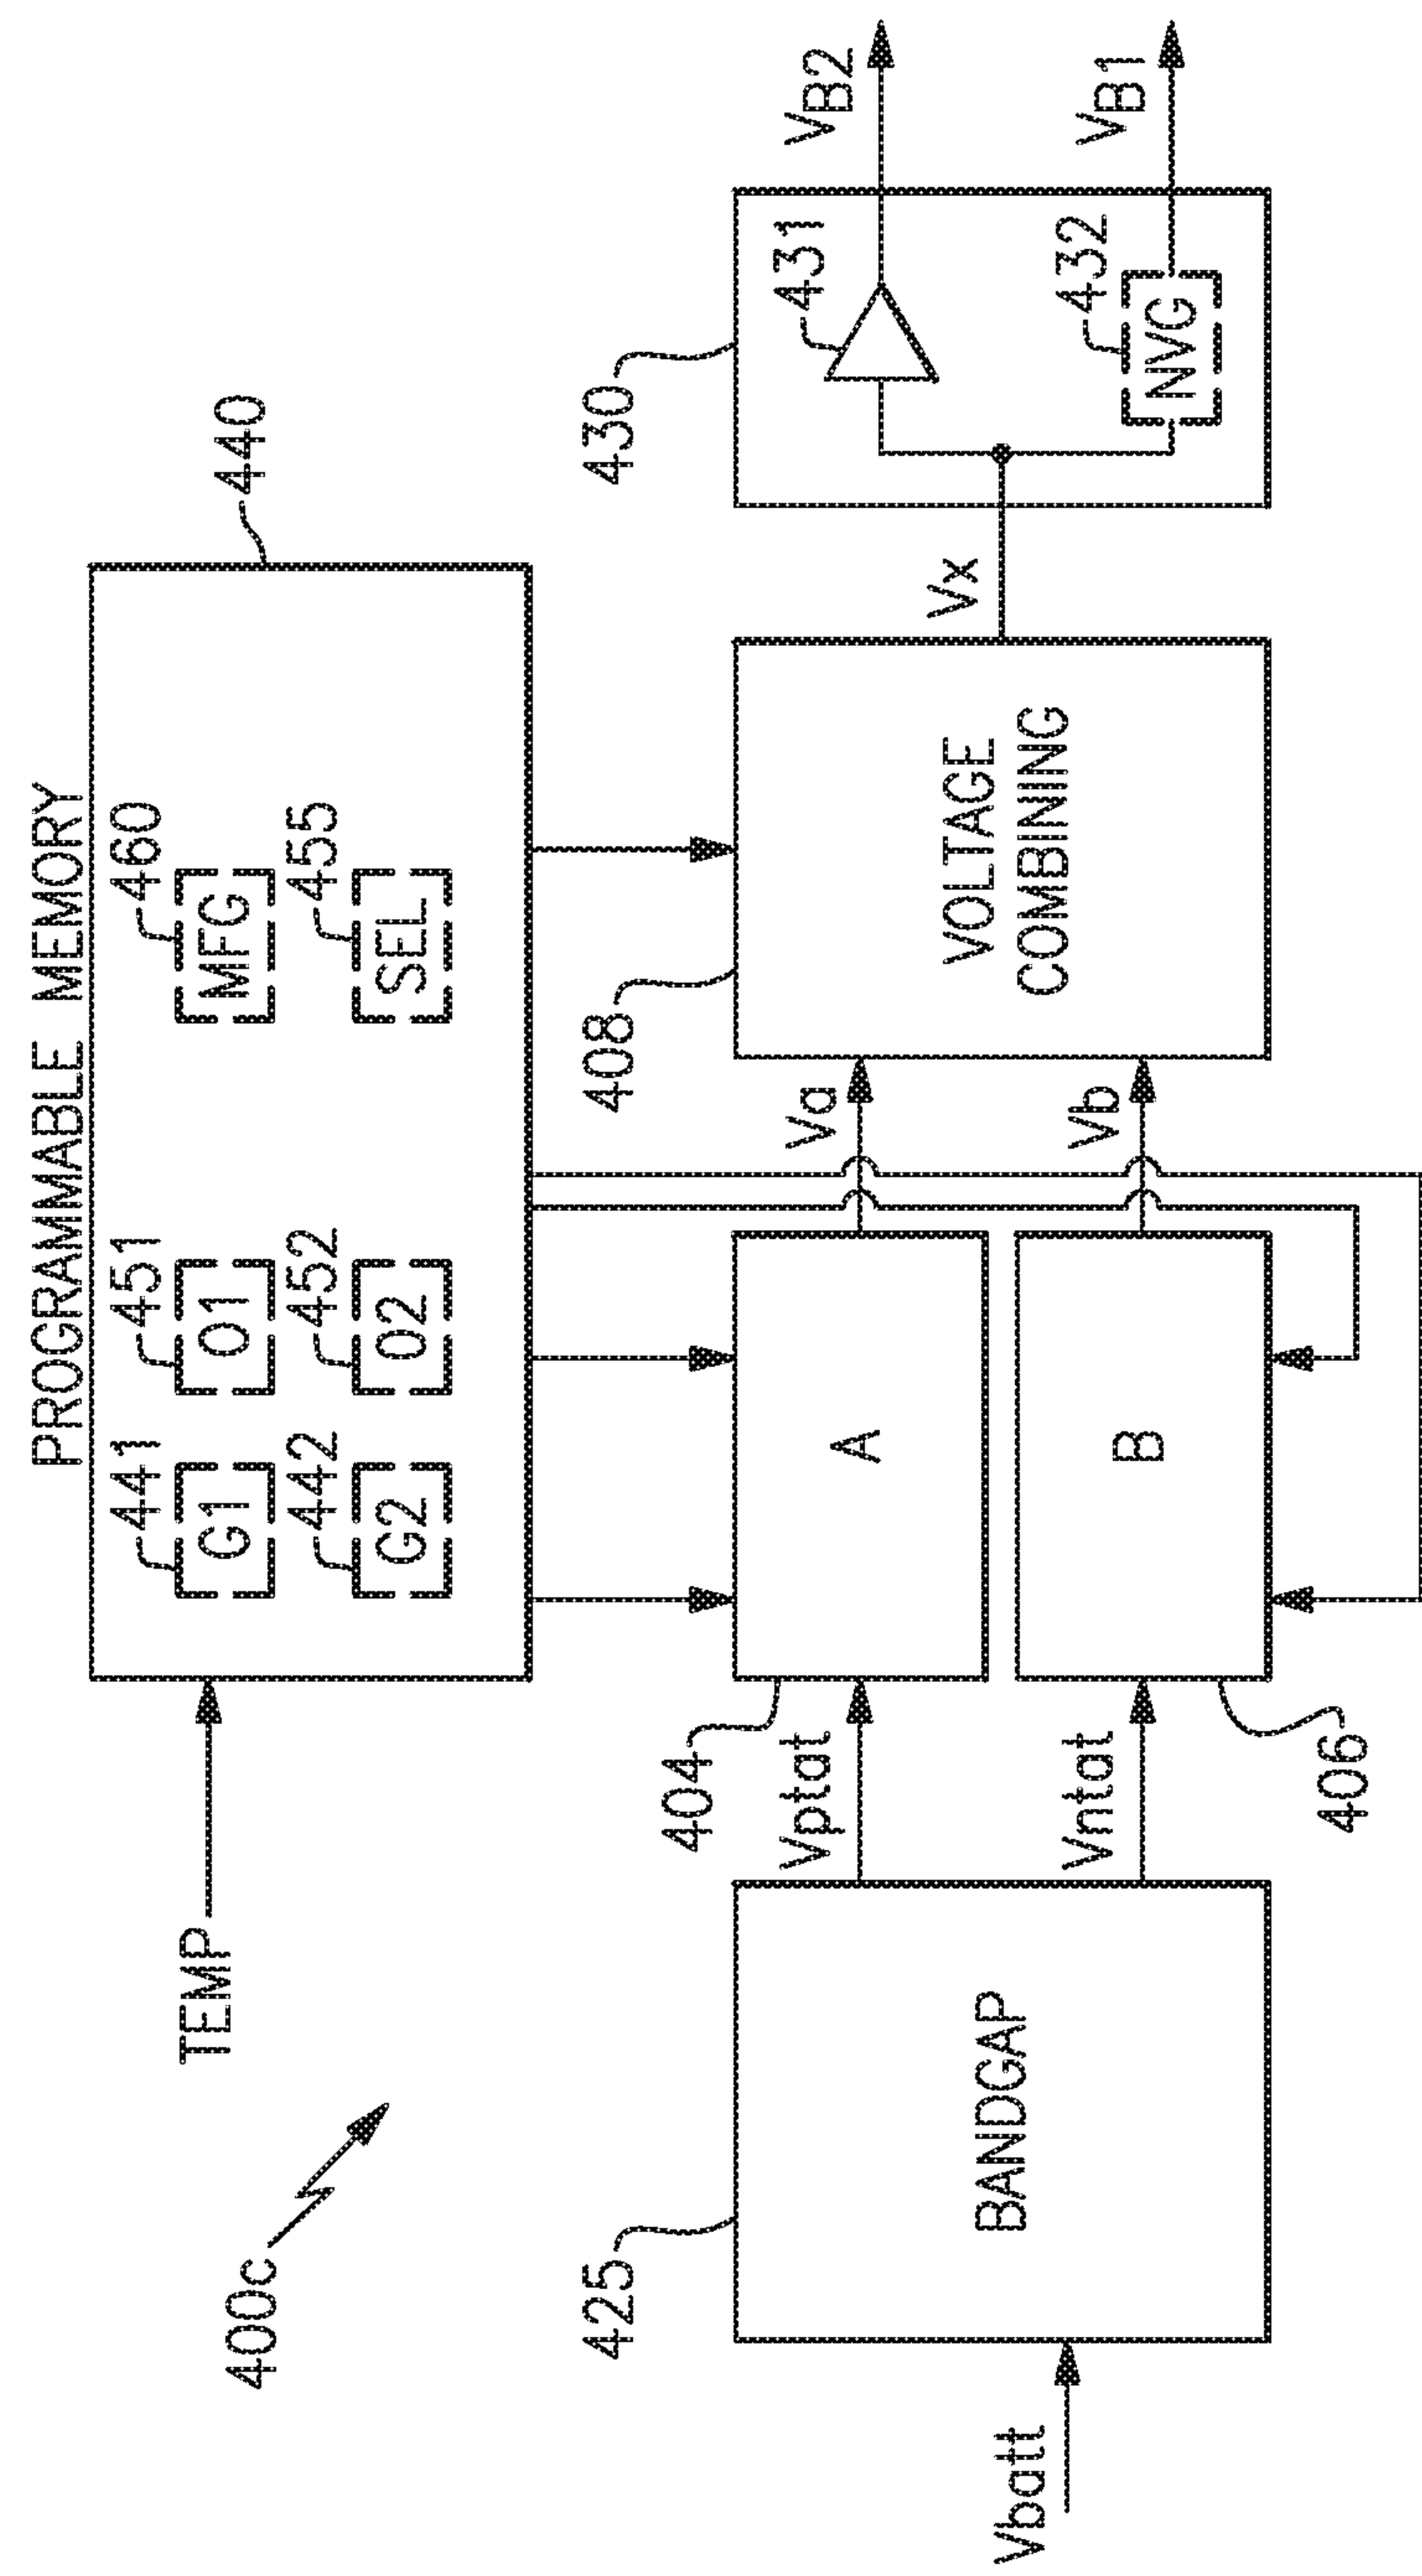 400c
TEMP
PROGRAMMABLE MEMORY
440
441
G1
451
O1
460
MFG
442
G2
452
O2
455
SEL
Vbatt
425
BANDGAP
Vptat
Vntat
404
A
406
B
Va
Vb
408
VOLTAGE
COMBINING
Vx
430
431
432
NVG
VB2
VB1